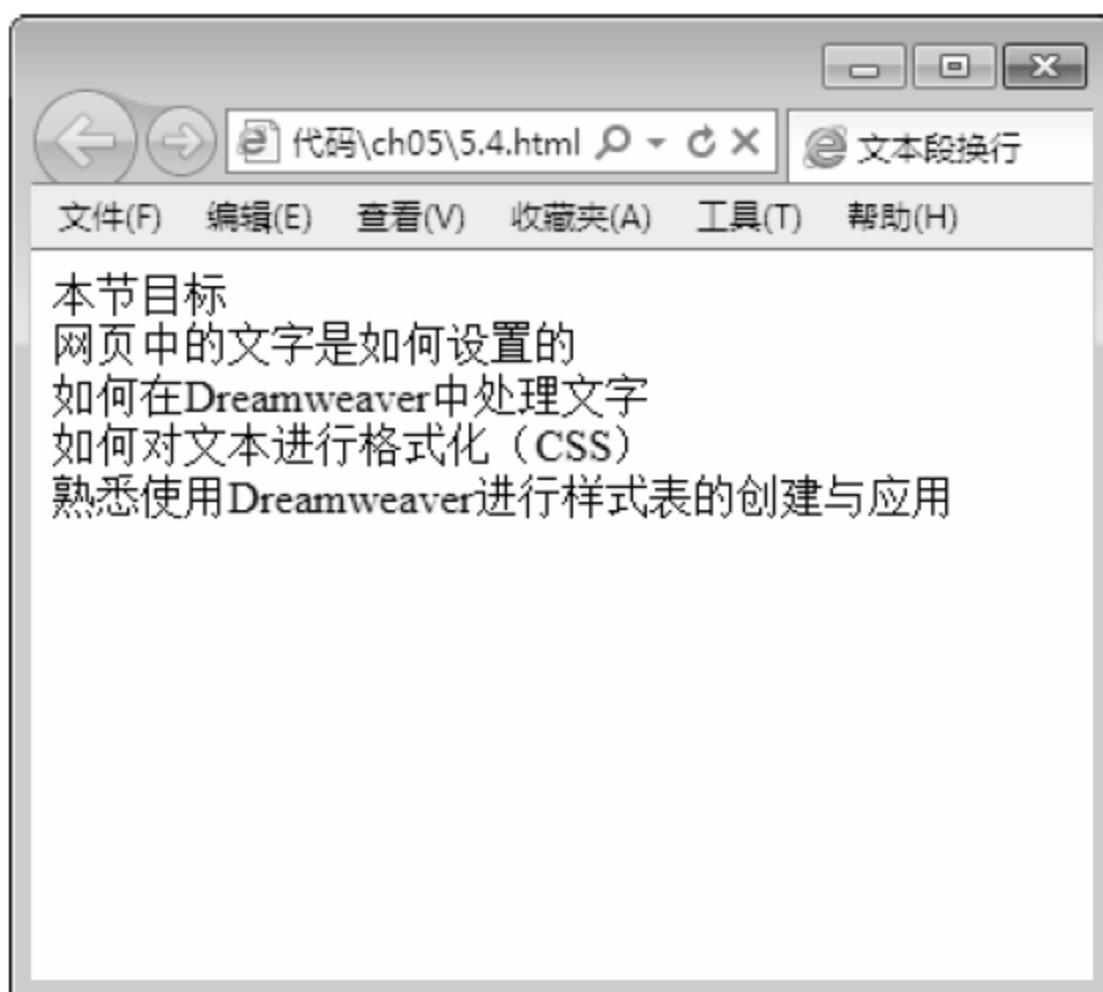 代码\ch05\5.4.html 文本段换行
文件(F) 编辑(E) 查看(V) 收藏夹(A) 工具(T) 帮助(H)
本节目标
网页中的文字是如何设置的
如何在Dreamweaver中处理文字
如何对文本进行格式化（CSS）
熟悉使用Dreamweaver进行样式表的创建与应用